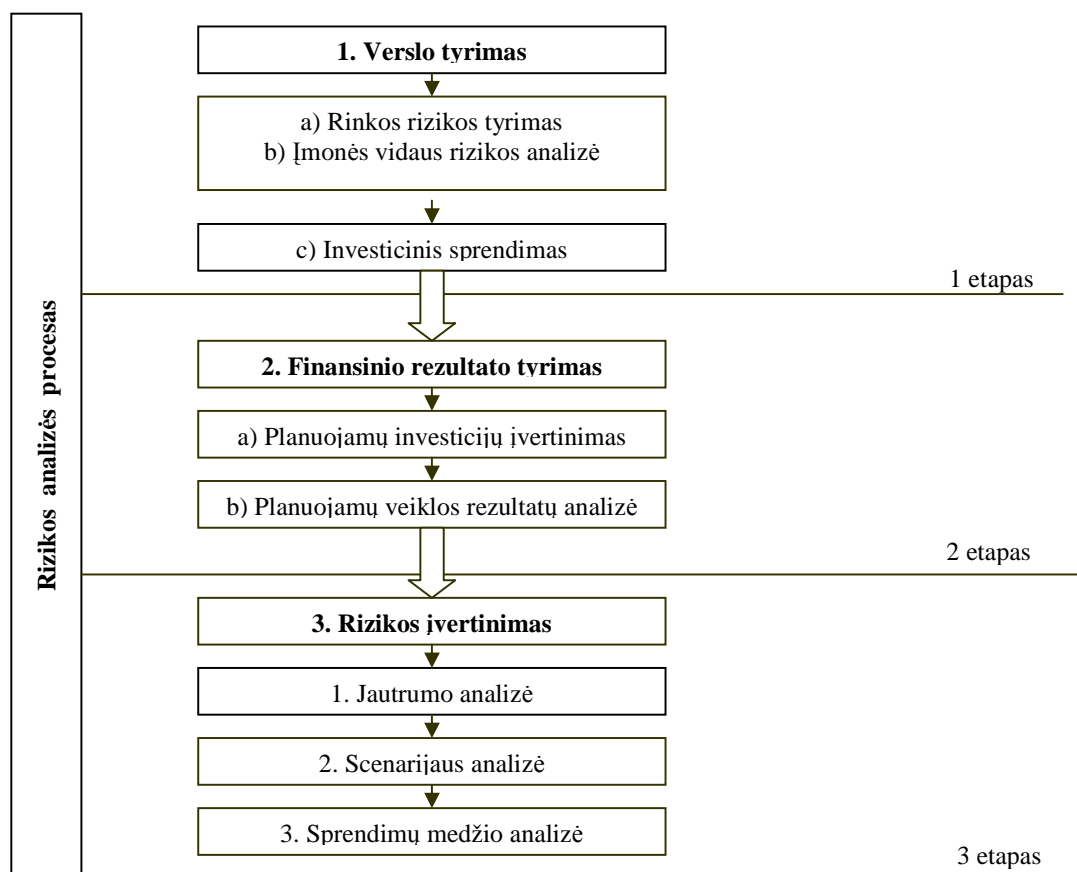 1. Verslo tyrimas
a) Rinkos rizikos tyrimas
b) Įmonės vidaus rizikos analizė
c) Investicinis sprendimas
1 etapas
2. Finansinio rezultato tyrimas
a) Planuojamų investicijų įvertinimas
b) Planuojamų veiklos rezultatų analizė
Rizikos analizės procesas
2 etapas
3. Rizikos įvertinimas
1. Jautrumo analizė
2. Scenarijaus analizė
3. Sprendimų medžio analizė
3 etapas